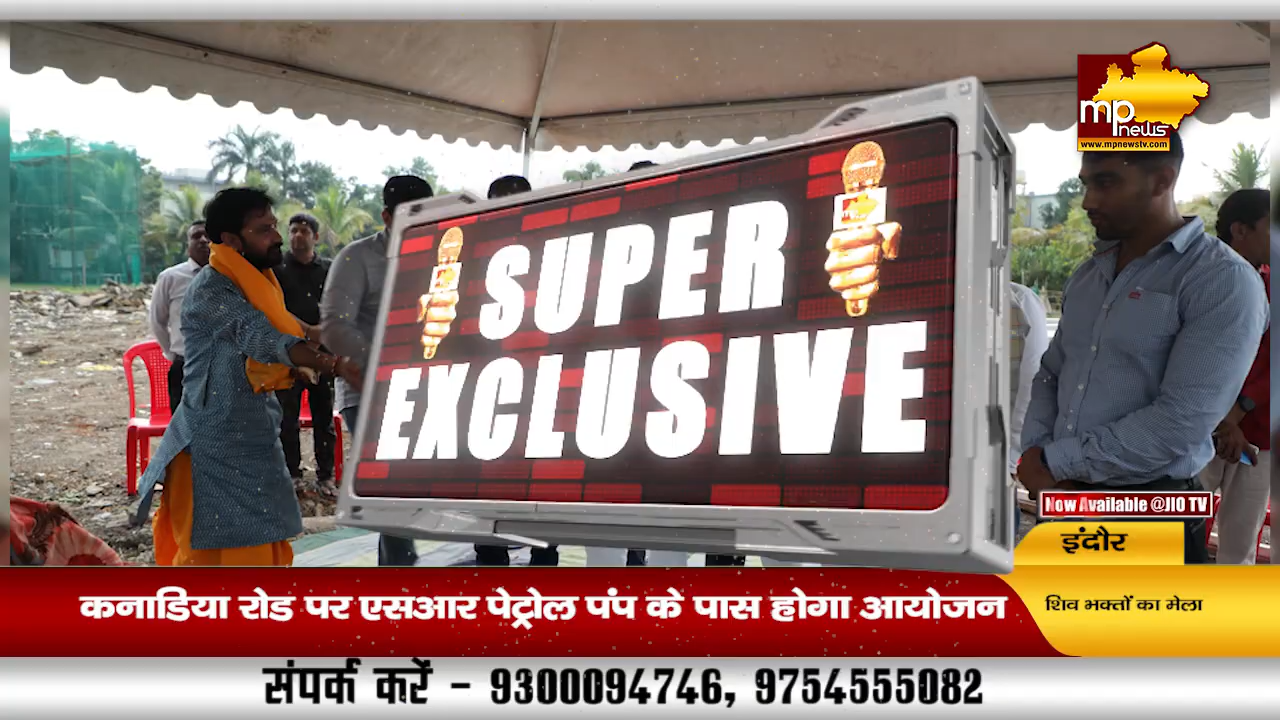 mp
news
www.mpnewstv.com
SUPER
EXCLUSIVE
Now Available @JIO TV
इंदौर
कनाडिया रोड पर एसआर पेट्रोल पंप के पास होगा आयोजन
शिव भक्तों का मेला
संपर्क करें - 9300094746, 9754555082